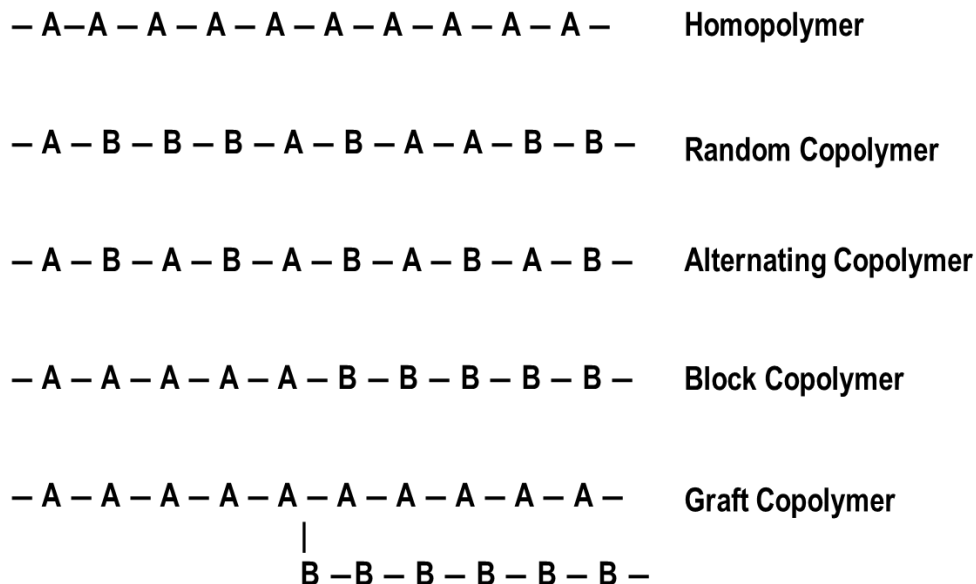 – A–A – A – A – A – A – A – A – A – A – Homopolymer
– A – B – B – B – A – B – A – A – B – B – Random Copolymer
– A – B – A – B – A – B – A – B – A – B – Alternating Copolymer
– A – A – A – A – A – B – B – B – B – B – Block Copolymer
– A – A – A – A – A – A – A – A – A – A – Graft Copolymer
|
B –B – B – B – B – B –